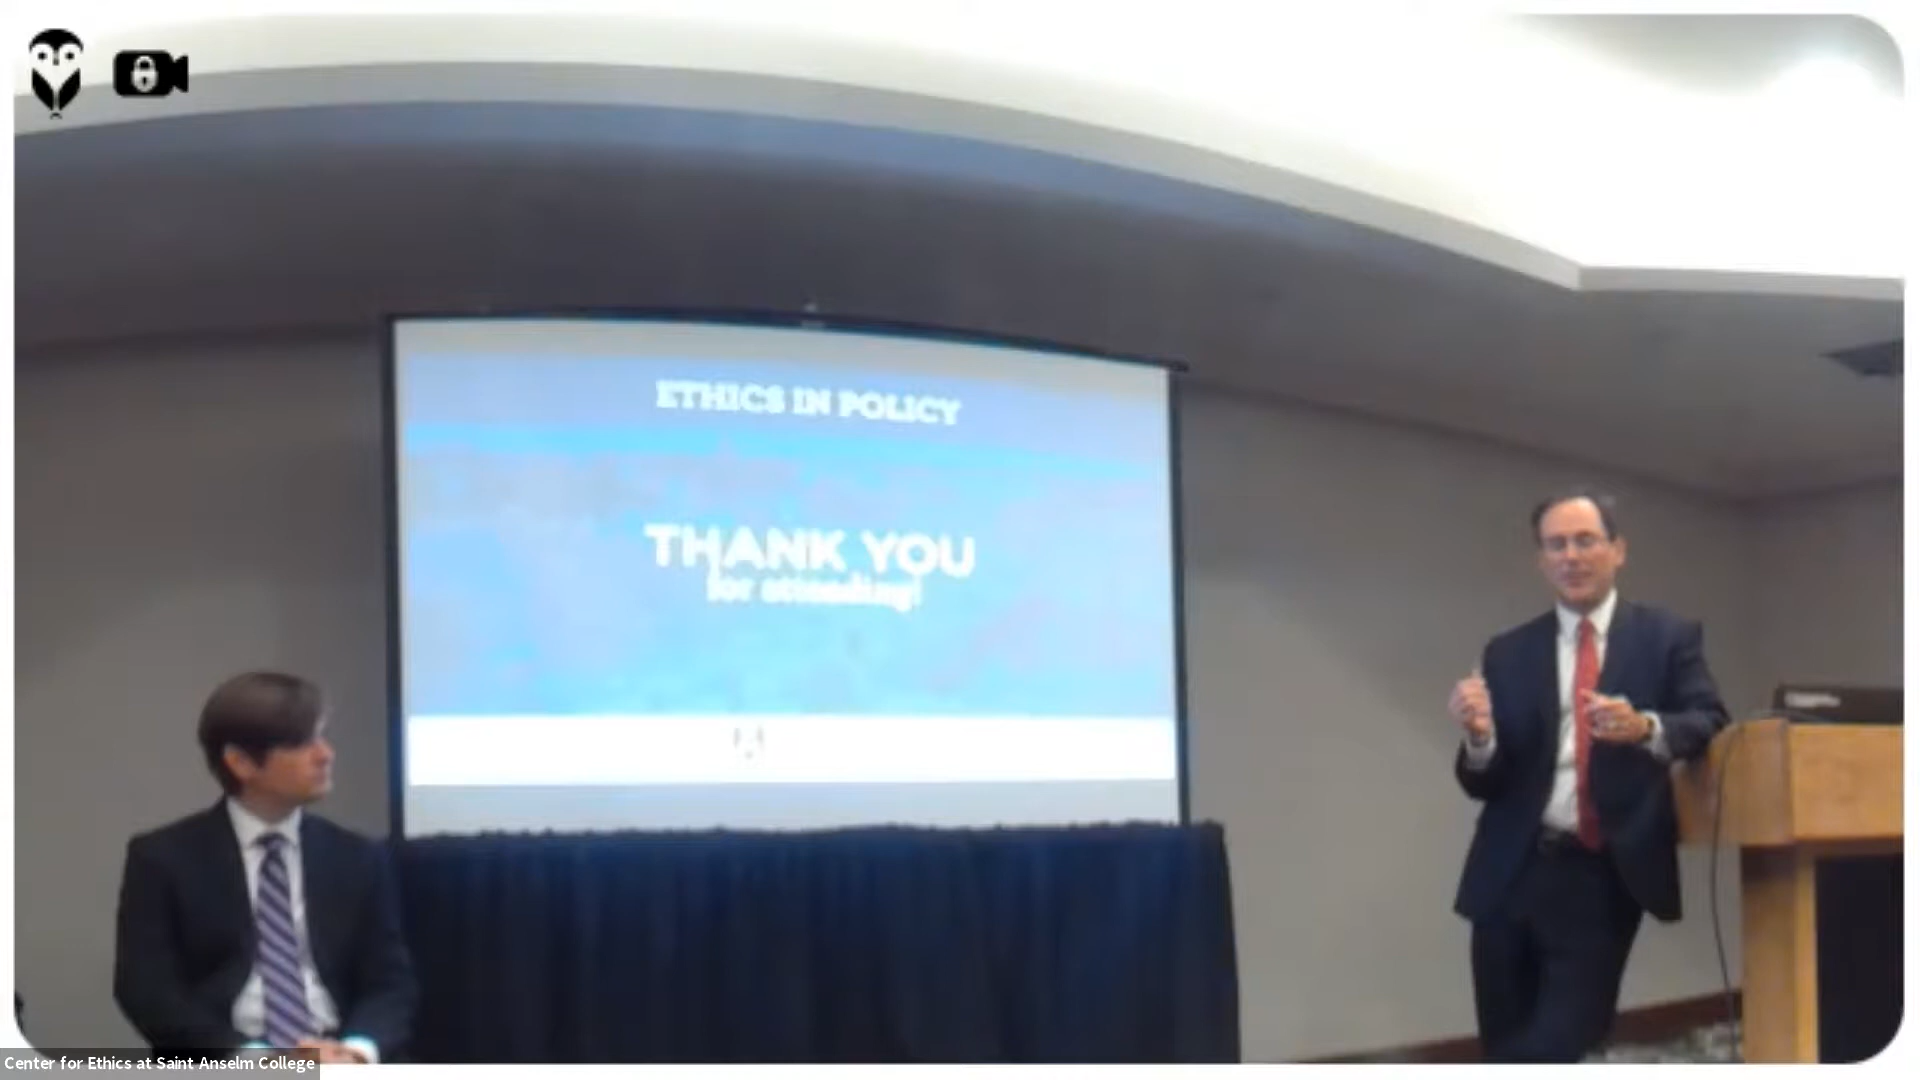 ETHICS IN POLICY
THANK YOU
for attending!
Center for Ethics at Saint Anselm College